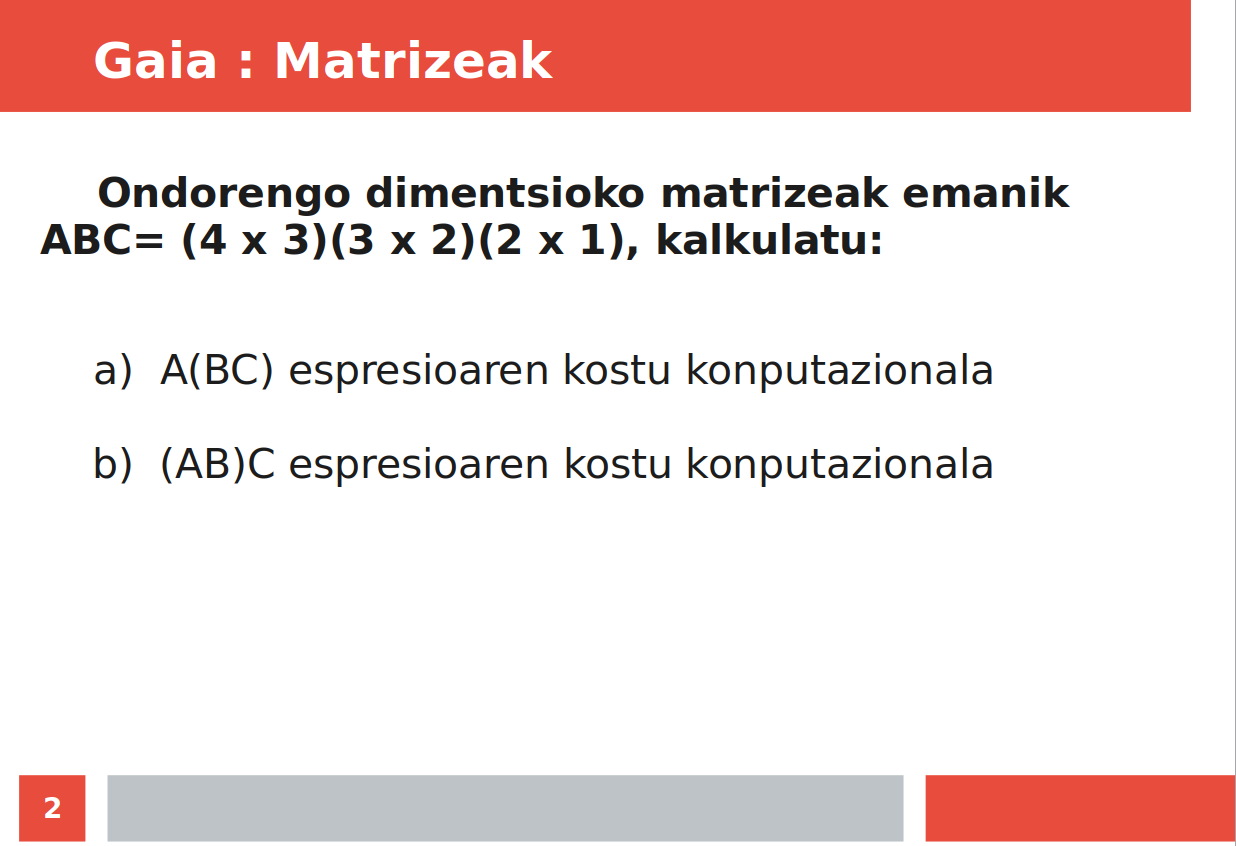 Gaia : Matrizeak
Ondorengo dimentsioko matrizeak emanik
ABC= (4 x 3)(3 x 2)(2 x 1), kalkulatu:
a) A(BC) espresioaren kostu konputazionala
b) (AB)C espresioaren kostu konputazionala
2